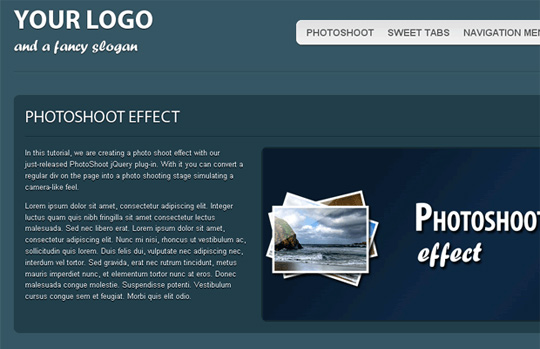 YOUR LOGO
and a fancy slogan
PHOTOSHOOT SWEET TABS NAVIGATION MEN
PHOTOSHOOT EFFECT
In this tutorial, we are creating a photo shoot effect with our
just-released PhotoShoot jQuery plug-in. With it you can convert a
regular div on the page into a photo shooting stage simulating a
camera-like feel.
Lorem ipsum dolor sit amet, consectetur adipiscing elit. Integer
luctus quam quis nibh fringilla sit amet consectetur lectus
malesuada. Sed nec libero erat. Lorem ipsum dolor sit amet,
consectetur adipiscing elit. Nunc mi nisi, rhoncus ut vestibulum ac,
sollicitudin quis lorem. Duis felis dui, vulputate nec adipiscing nec,
interdum vel tortor. Sed gravida, erat nec rutrum tincidunt, metus
mauris imperdiet nunc, et elementum tortor nunc at eros. Donec
malesuada congue molestie. Suspendisse potenti. Vestibulum
cursus congue sem et feugiat. Morbi quis elit odio.
PHOTOSHOOT
effect